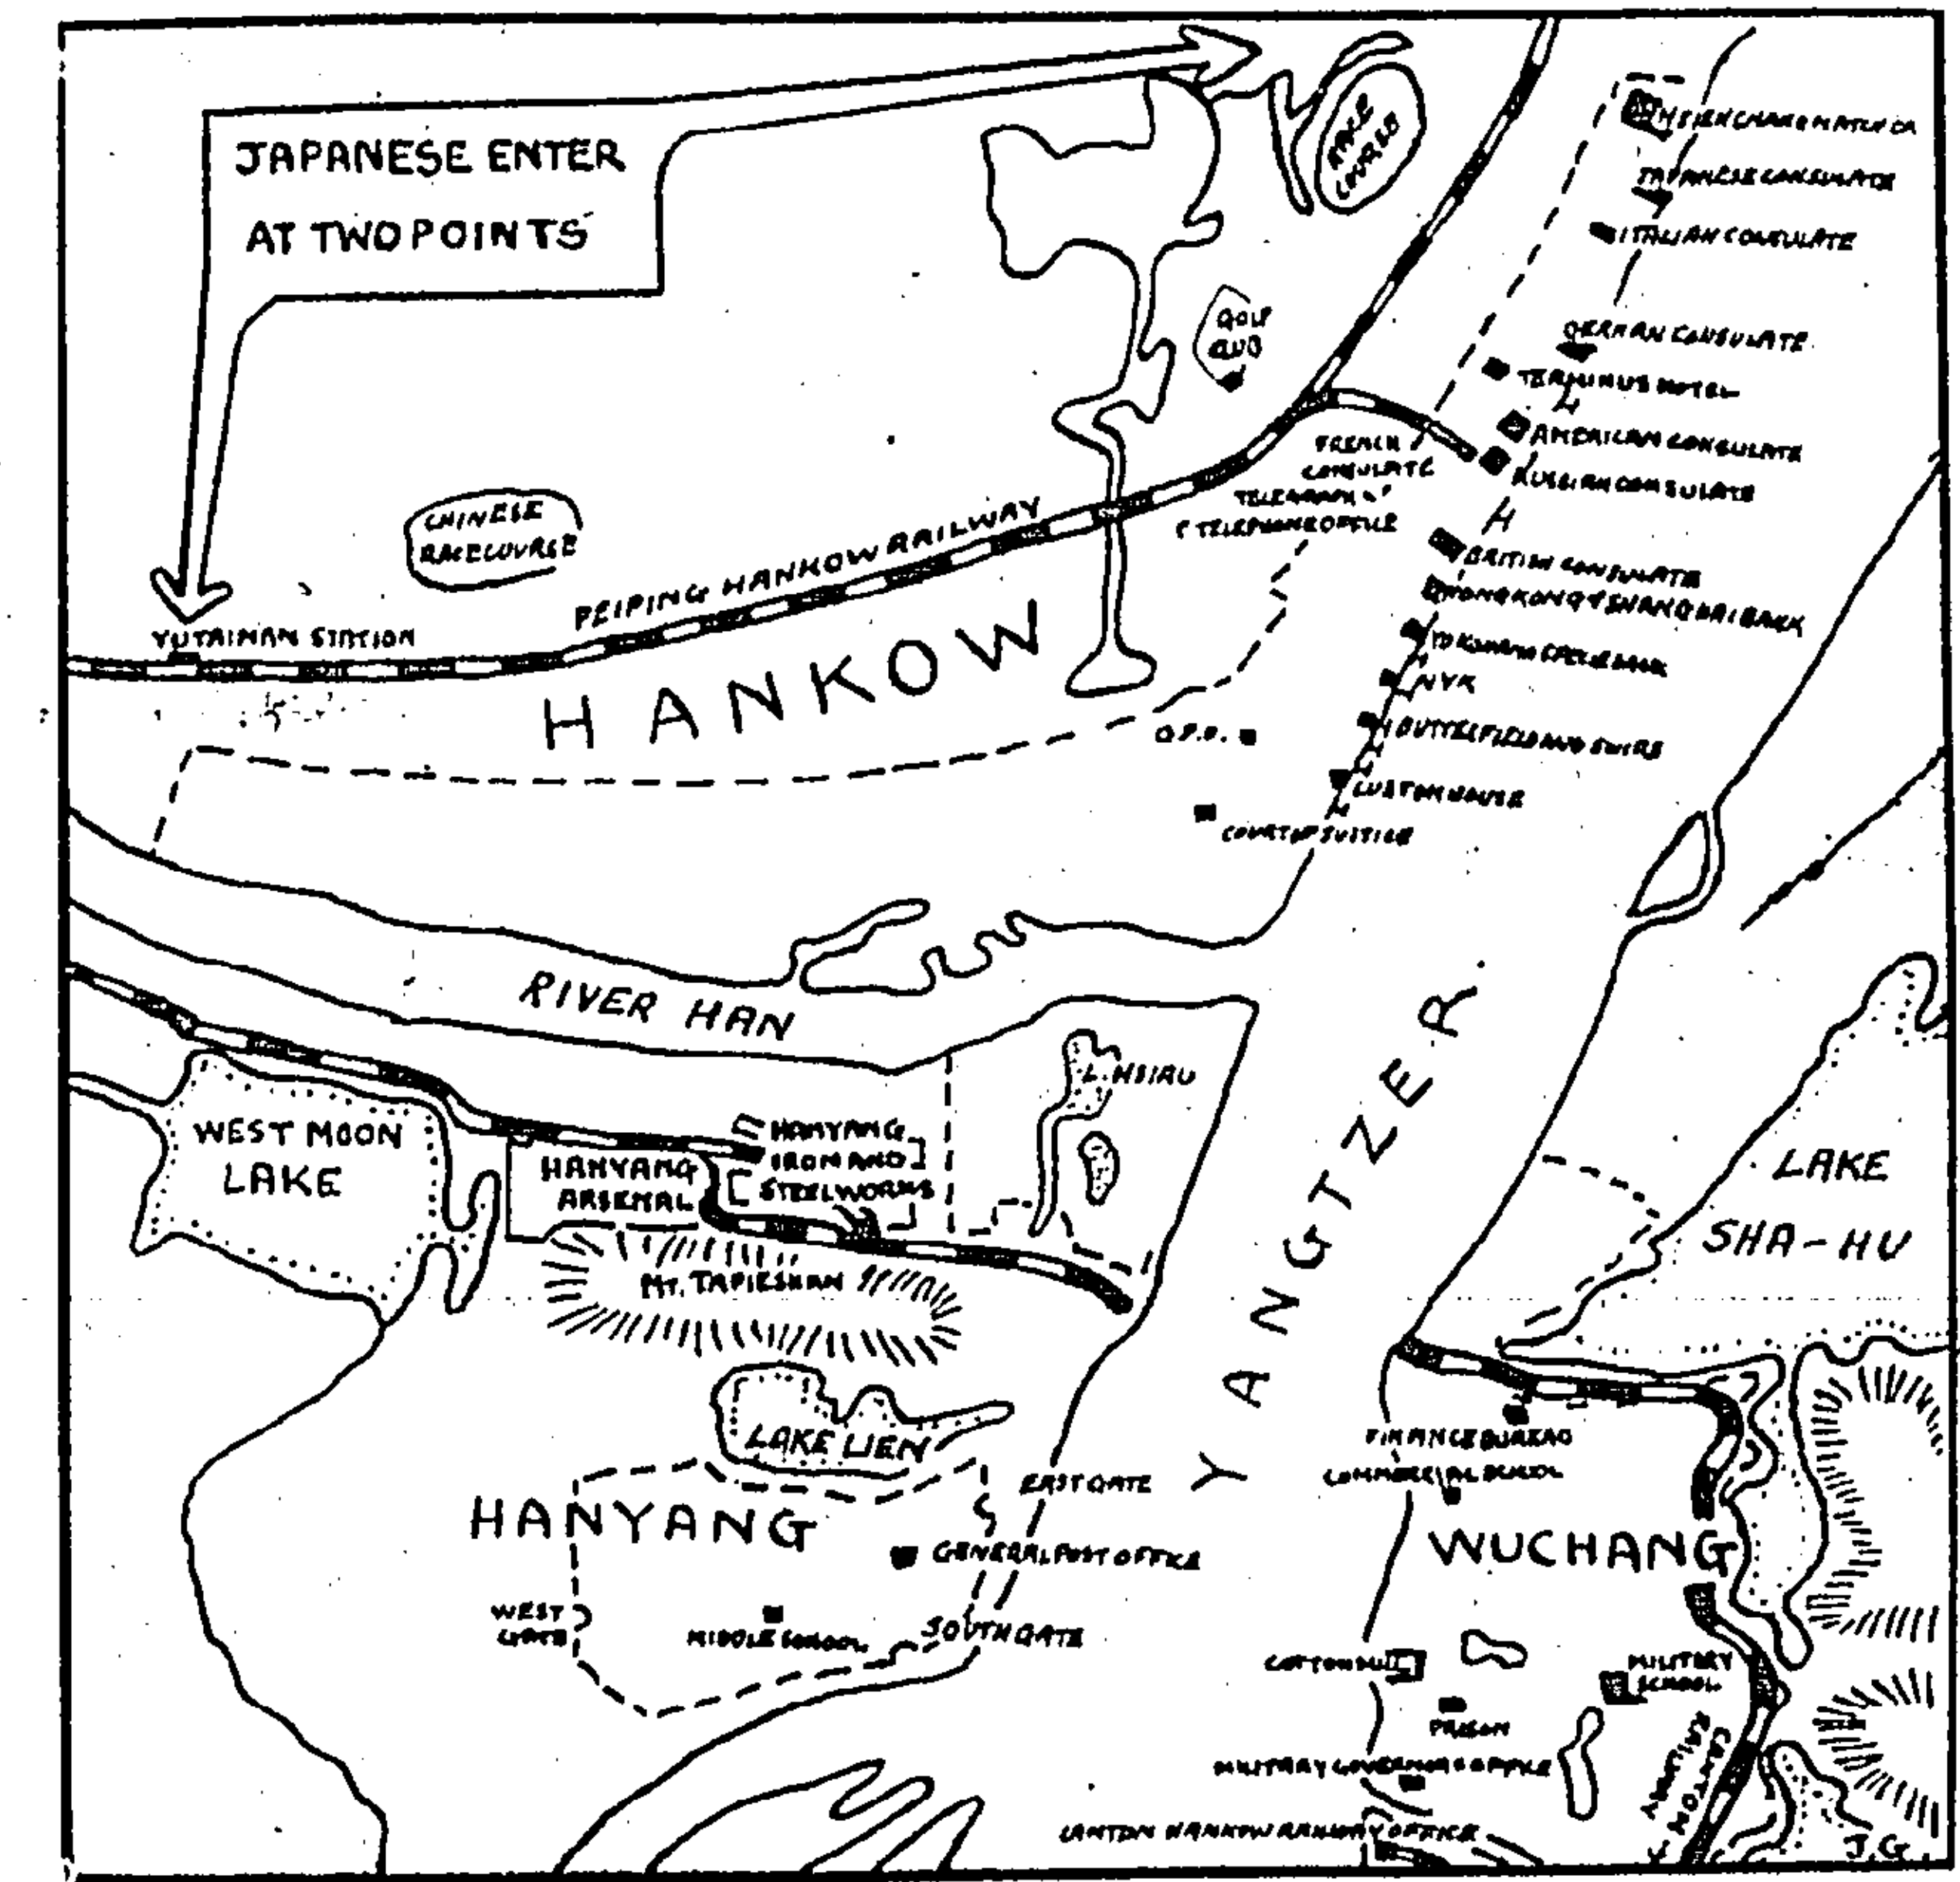 JAPANESE ENTER
AT TWO POINTS
RACE
COURSE
JAPANESE CONSULATE
ITALIAN CONSULATE
GOLF
CLUB
GERMAN CONSULATE
TERMINUS HOTEL
AMERICAN CONSULATE
RUSSIAN CONSULATE
FRENCH
CONSULATE
TELEGRAPH &
TELEPHONE OFFICE
CHINESE
RACECOURSE
PEIPING HANKOW RAILWAY
BRITISH CONSULATE
HONGKONG & SHANGHAI BANK
YUTAIMAN STATION
HANKOW
NYK
BUTTERFIELD AND SWIRE
G.P.O.
CUSTOM HOUSE
COURT OF JUSTICE
RIVER HAN
YANGTZE R.
L. HSIAU
WEST MOON
LAKE
HANYANG
IRON AND
STEELWORKS
HANYANG
ARSENAL
LAKE
SHA-HU
MT. TAPIESHAN
LAKE LIEN
FINANCE BUREAU
COMMERCIAL SCHOOL
EAST GATE
HANYANG
WUCHANG
GENERAL POST OFFICE
WEST
GATE
MIDDLE SCHOOL
SOUTH GATE
COTTON MILL
MILITARY
SCHOOL
PRISON
MILITARY GOVERNORS OFFICE
CANTON
RAILWAY
CANTON HANKOW RAILWAY OFFICE
J.G.